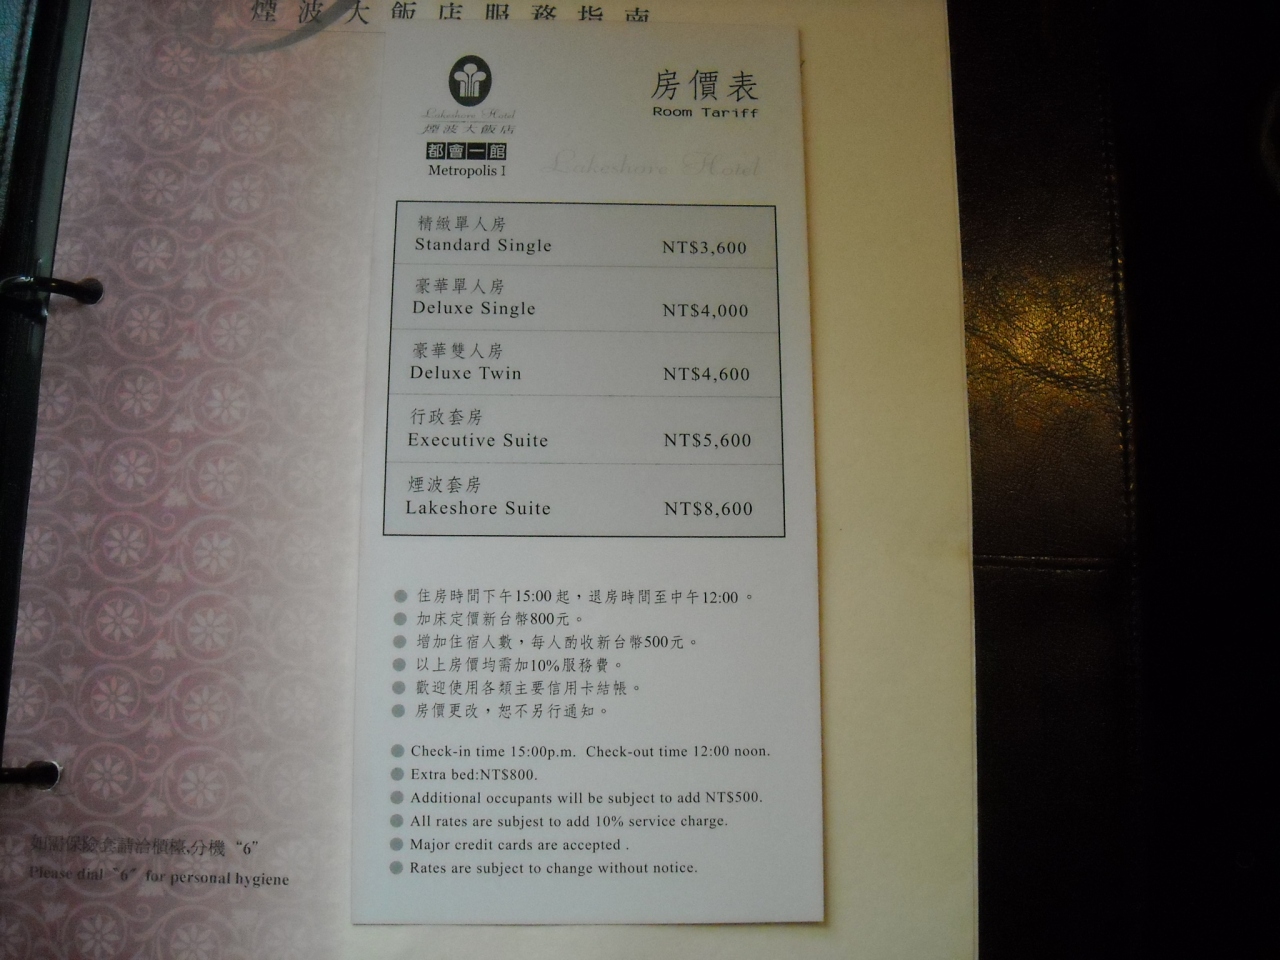 煙波大飯店服務指南
Lakeshore Hotel
煙波大飯店
都會一館
Metropolis I
房價表
Room Tariff
Lakeshore Hotel
精緻單人房
Standard Single NT$3,600
豪華單人房
Deluxe Single NT$4,000
豪華雙人房
Deluxe Twin NT$4,600
行政套房
Executive Suite NT$5,600
煙波套房
Lakeshore Suite NT$8,600
住房時間下午15:00起，退房時間至中午12:00。
加床定價新台幣800元。
增加住宿人數，每人酌收新台幣500元。
以上房價均需加10%服務費。
歡迎使用各類主要信用卡結帳。
房價更改，恕不另行通知。
Check-in time 15:00p.m. Check-out time 12:00 noon.
Extra bed:NT$800.
Additional occupants will be subject to add NT$500.
All rates are subjest to add 10% service charge.
Major credit cards are accepted .
Rates are subject to change without notice.
請洽櫃檯,分機“6”
Please dial “6” for personal hygiene